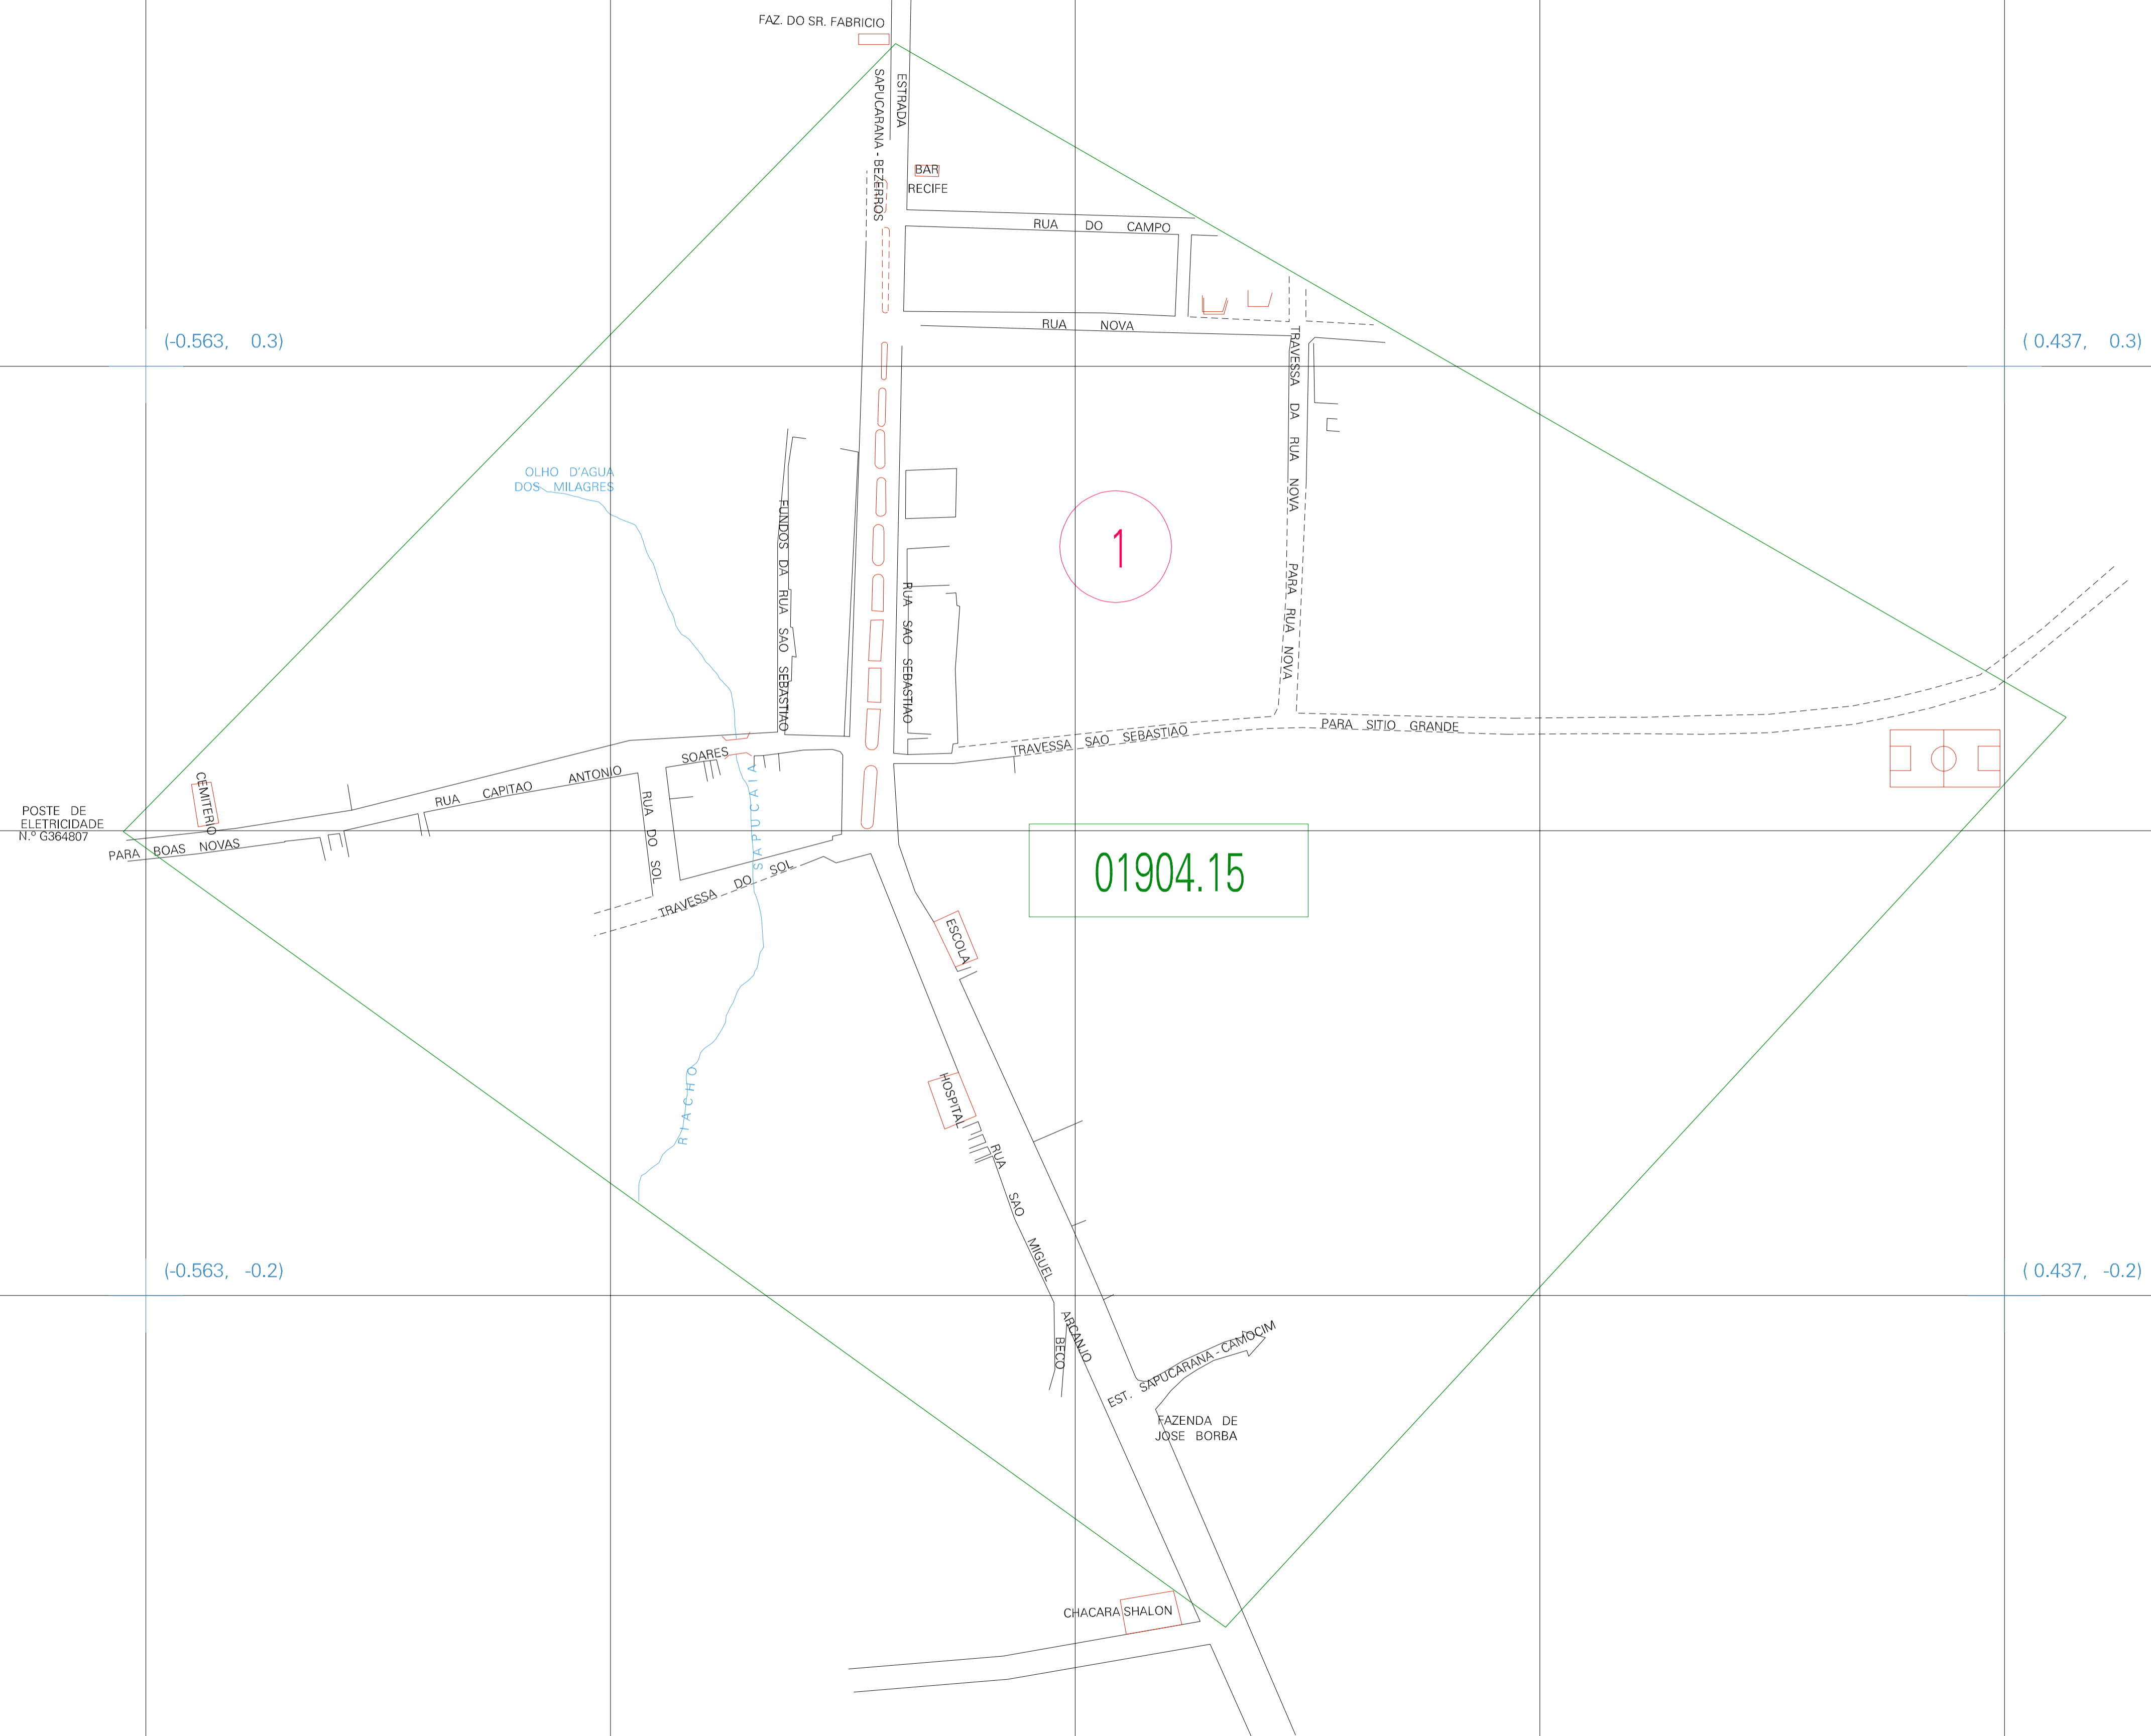 FAZ. DO SR. FABRICIO
ESTRADA
SAPUCARANA - BEZERROS
BAR
RECIFE
RUA DO CAMPO
RUA NOVA
(-0.563, 0.3)
( 0.437, 0.3)
TRAVESSA DA RUA NOVA
OLHO D'AGUA
DOS MILAGRES
FUNDOS DA RUA SAO SEBASTIAO
RUA SAO SEBASTIAO
1
PARA RUA NOVA
TRAVESSA SAO SEBASTIAO
PARA SITIO GRANDE
CEMITERIO
RUA CAPITAO ANTONIO SOARES
POSTE DE
ELETRICIDADE
N.º G364807
PARA BOAS NOVAS
RUA DO SOL
TRAVESSA DO SOL
RIACHO SAPUCAIA
01904.15
ESCOLA
HOSPITAL
RUA SAO MIGUEL ARCANJO
(-0.563, -0.2)
( 0.437, -0.2)
BECO
EST. SAPUCARANA - CAMOCIM
FAZENDA DE
JOSE BORBA
CHACARA SHALON